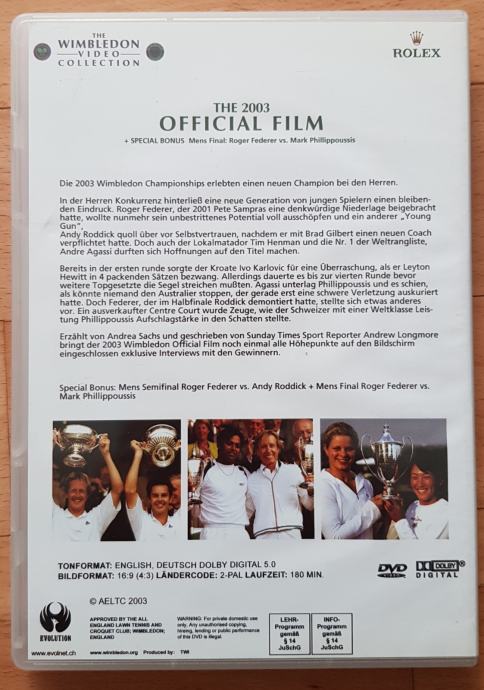 THE
WIMBLEDON
VIDEO
COLLECTION
ROLEX
THE 2003
OFFICIAL FILM
+ SPECIAL BONUS Mens Final: Roger Federer vs. Mark Phillippoussis
Die 2003 Wimbledon Championships erlebten einen neuen Champion bei den Herren.
In der Herren Konkurrenz hinterließ eine neue Generation von jungen Spielern einen bleiben-
den Eindruck. Roger Federer, der 2001 Pete Sampras eine denkwürdige Niederlage beigebracht
hatte, wollte nunmehr sein unbestrittenes Potential voll ausschöpfen und ein anderer „Young
Gun",
Andy Roddick quoll über vor Selbstvertrauen, nachdem er mit Brad Gilbert einen neuen Coach
verpflichtet hatte. Doch auch der Lokalmatador Tim Henman und die Nr. 1 der Weltrangliste,
Andre Agassi durften sich Hoffnungen auf den Titel machen.
Bereits in der ersten runde sorgte der Kroate Ivo Karlovic für eine Überraschung, als er Leyton
Hewitt in 4 packenden Sätzen bezwang. Allerdings dauerte es bis zur vierten Runde bevor
weitere Topgesetzte die Segel streichen mußten. Agassi unterlag Phillippoussis und es schien,
als könnte niemand den Australier stoppen, der gerade erst eine schwere Verletzung auskuriert
hatte. Doch Federer, der im Halbfinale Roddick demontiert hatte, stellte sich etwas anderes
vor. Ein ausverkaufter Centre Court wurde Zeuge, wie der Schweizer mit einer Weltklasse Leis-
tung Phillippoussis Aufschlagstärke in den Schatten stellte.
Erzählt von Andrea Sachs und geschrieben von Sunday Times Sport Reporter Andrew Longmore
bringt der 2003 Wimbledon Official Film noch einmal alle Höhepunkte auf den Bildschirm
eingeschlossen exklusive Interviews mit den Gewinnern.
Special Bonus: Mens Semifinal Roger Federer vs. Andy Roddick + Mens Final Roger Federer vs.
Mark Phillippoussis
TONFORMAT: ENGLISH, DEUTSCH DOLBY DIGITAL 5.0
BILDFORMAT: 16:9 (4:3) LÄNDERCODE: 2-PAL LAUFZEIT: 180 MIN.
DVD
VIDEO
DOLBY
DIGITAL
© AELTC 2003
EVOLUTION
www.evolnet.ch
APPROVED BY THE ALL
ENGLAND LAWN TENNIS AND
CROQUET CLUB, WIMBLEDON,
ENGLAND
www.wimbledon.org Produced by: TWI
WARNING: For private domestic use
only. Any unauthorised copying,
hireing, lending or public performance
of this DVD is illegal.
LEHR-
Programm
gemäß
§ 14
JuSchG
INFO-
Programm
gemäß
§ 14
JuSchG